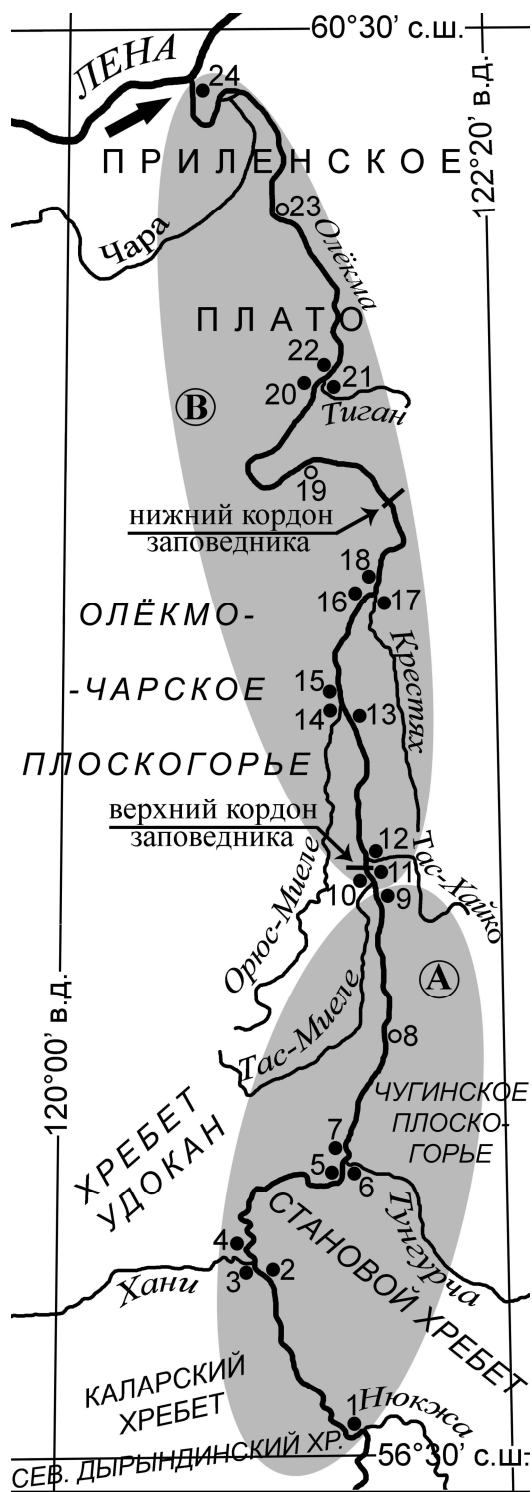 60°30’ с.ш.
ЛЕНА
24
122°20’ в.д.
ПРИЛЕНСКОЕ
Чара
23
Олёкма
ПЛАТО
22
20
21
Тиган
В
19
нижний кордон
заповедника
18
16
17
ОЛЁКМО-
Крестях
15
-ЧАРСКОЕ
14
13
ПЛОСКОГОРЬЕ
верхний кордон
заповедника
12
Тас-Хайко
11
10
9
Орюс-Миеле
А
Тас-Миеле
8
120°00’ в.д.
ЧУГИНСКОЕ
ПЛОСКО-
ГОРЬЕ
ХРЕБЕТ
УДОКАН
7
5
6
Тунгурча
СТАНОВОЙ ХРЕБЕТ
4
3
2
Хани
КАЛАРСКИЙ
ХРЕБЕТ
1
Нюкжа
СЕВ. ДЫРЫНДИНСКИЙ ХР.
56°30’ с.ш.